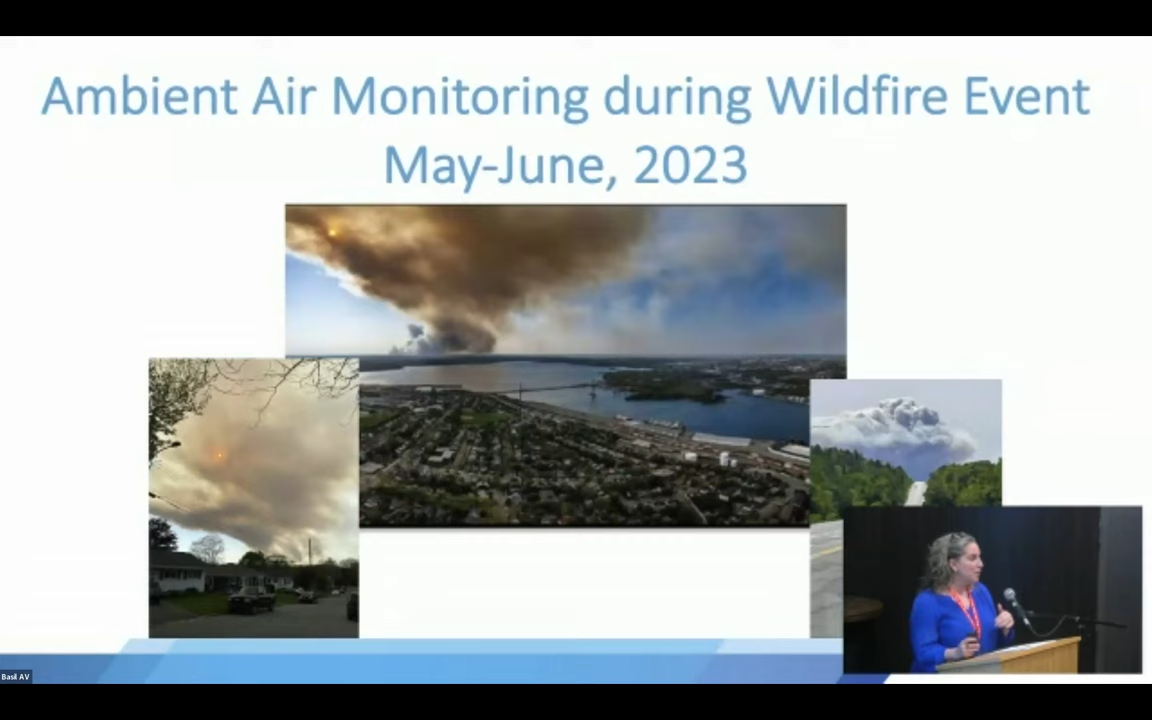 Ambient Air Monitoring during Wildfire Event
May-June, 2023
Basil AV